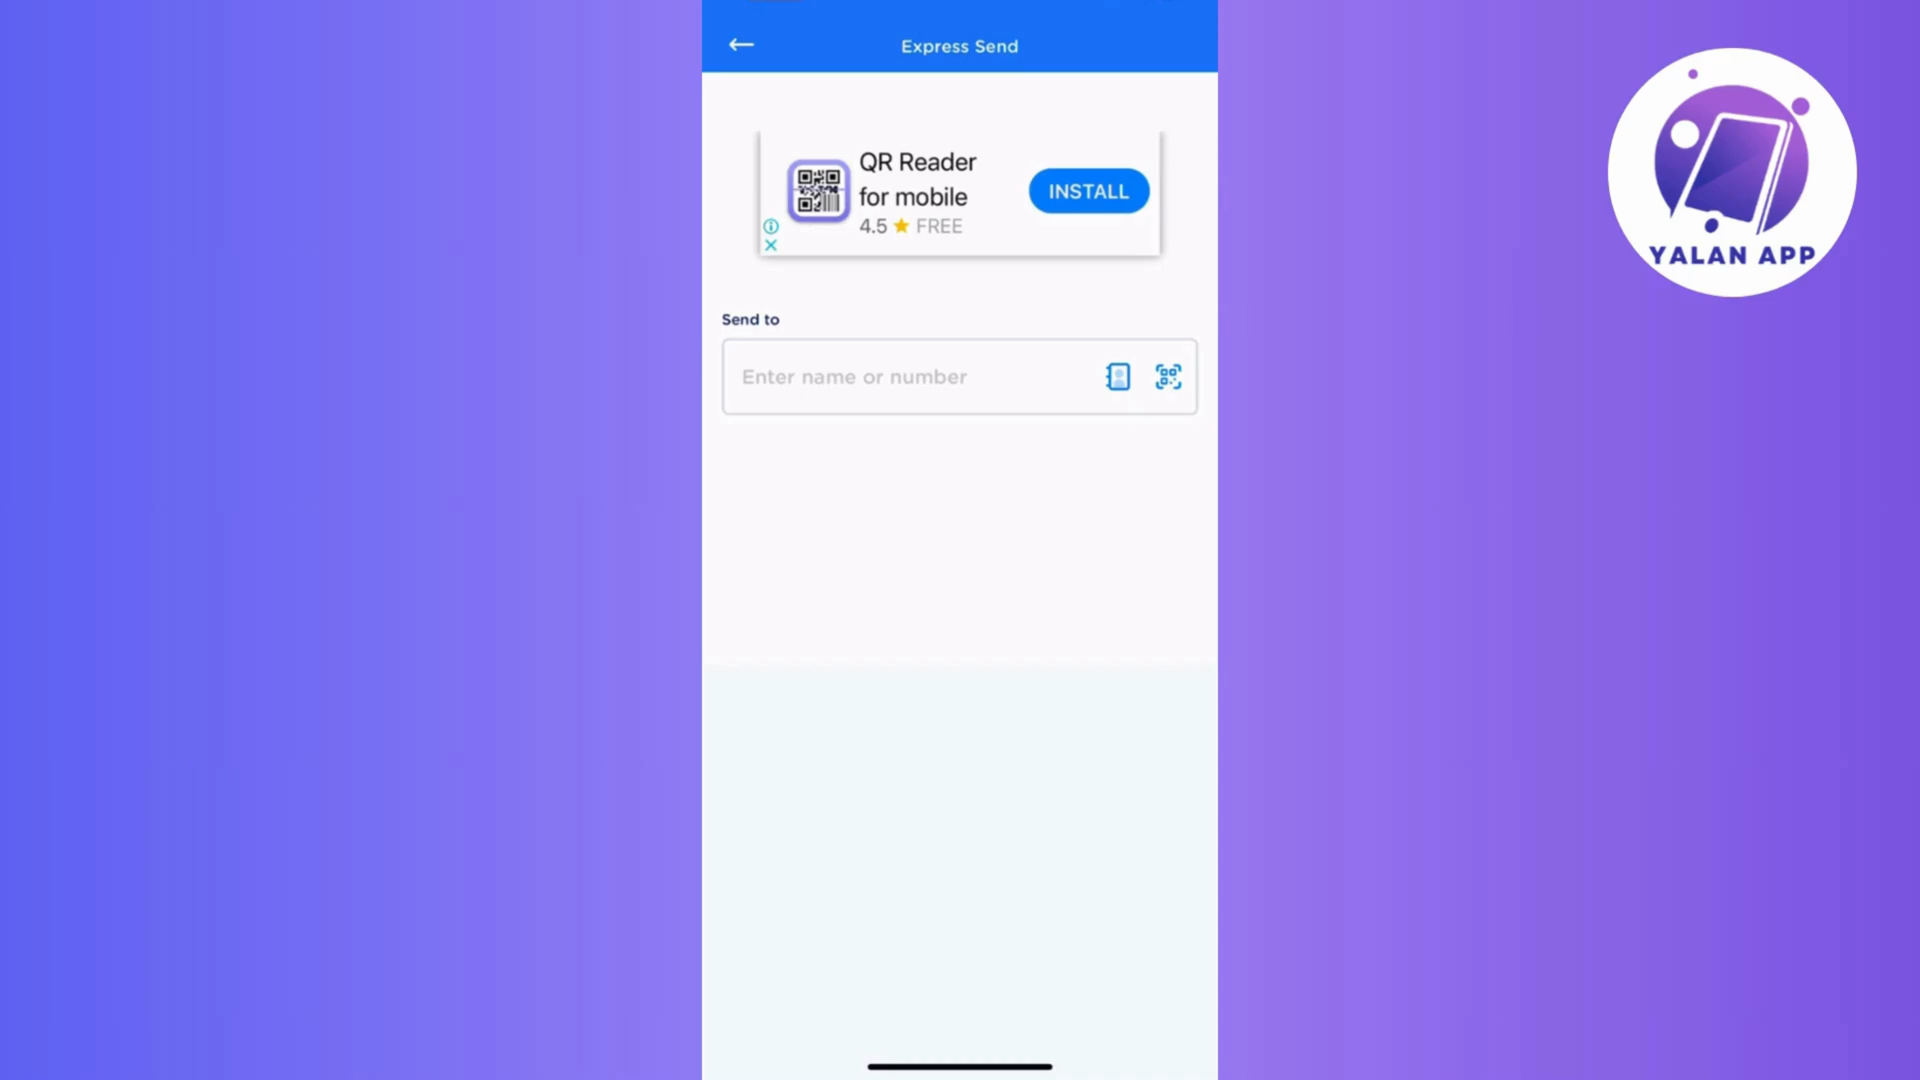 Express Send
QR Reader
for mobile
4.5 ★ FREE
INSTALL
Send to
Enter name or number
YALAN APP